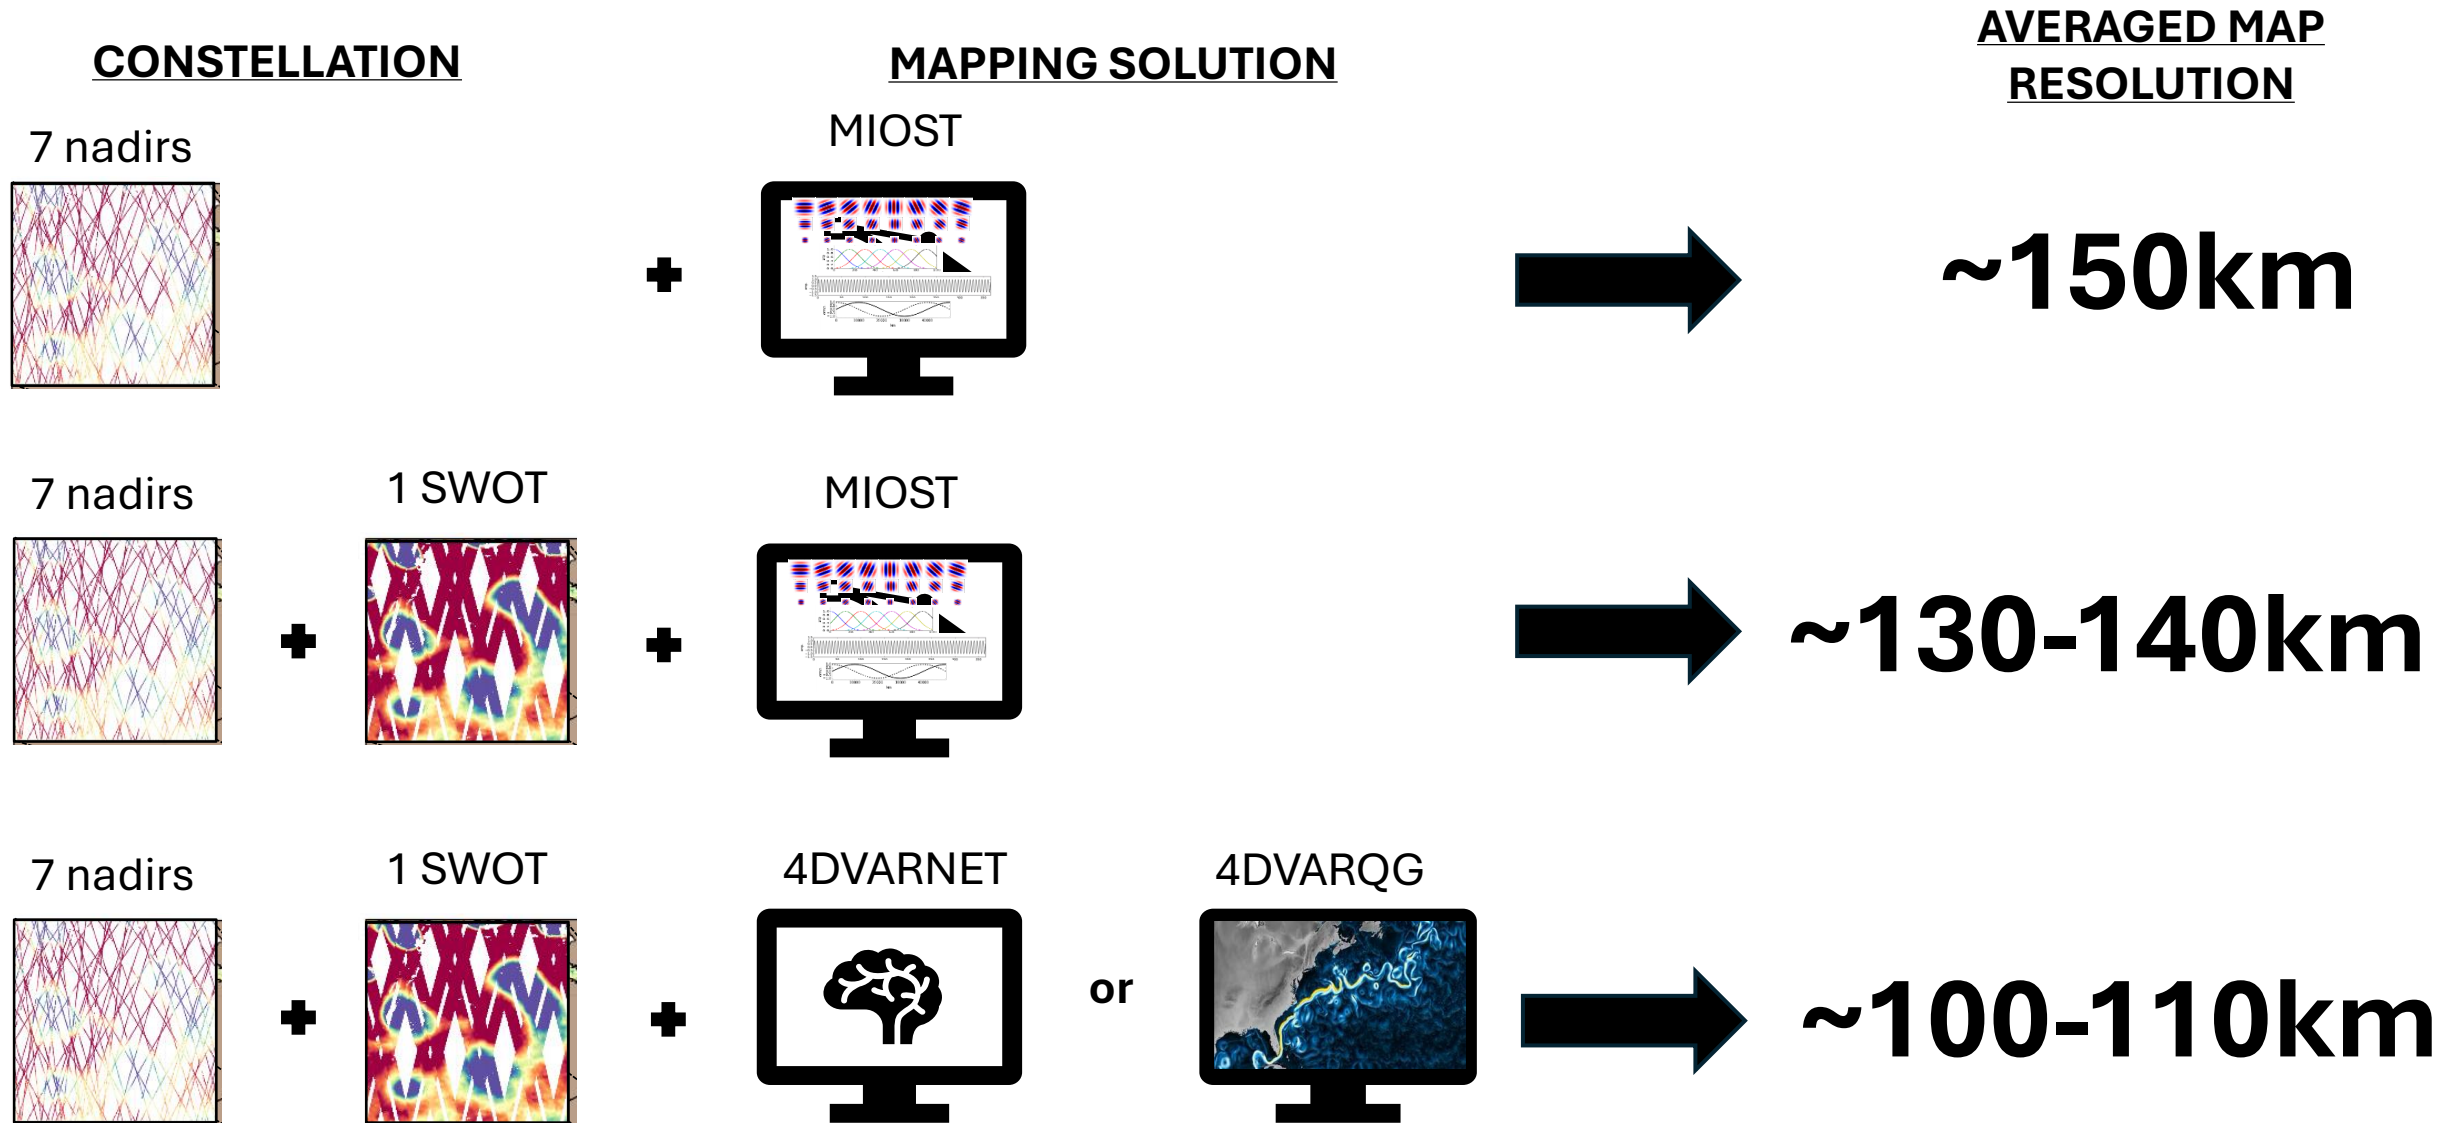 CONSTELLATION
MAPPING SOLUTION
AVERAGED MAP
RESOLUTION
7 nadirs
MIOST
~150km
7 nadirs
1 SWOT
MIOST
~130-140km
7 nadirs
1 SWOT
4DVARNET
or
4DVARQG
~100-110km